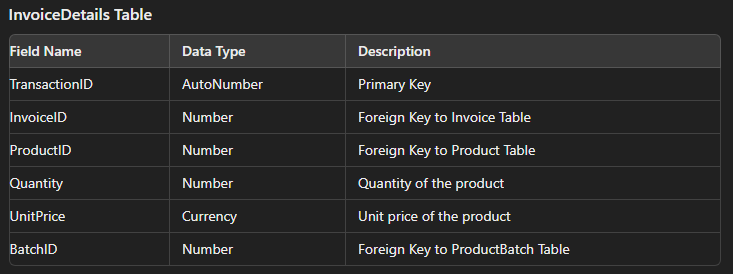 InvoiceDetails Table
Field Name Data Type Description
TransactionID AutoNumber Primary Key
InvoiceID Number Foreign Key to Invoice Table
ProductID Number Foreign Key to Product Table
Quantity Number Quantity of the product
UnitPrice Currency Unit price of the product
BatchID Number Foreign Key to ProductBatch Table